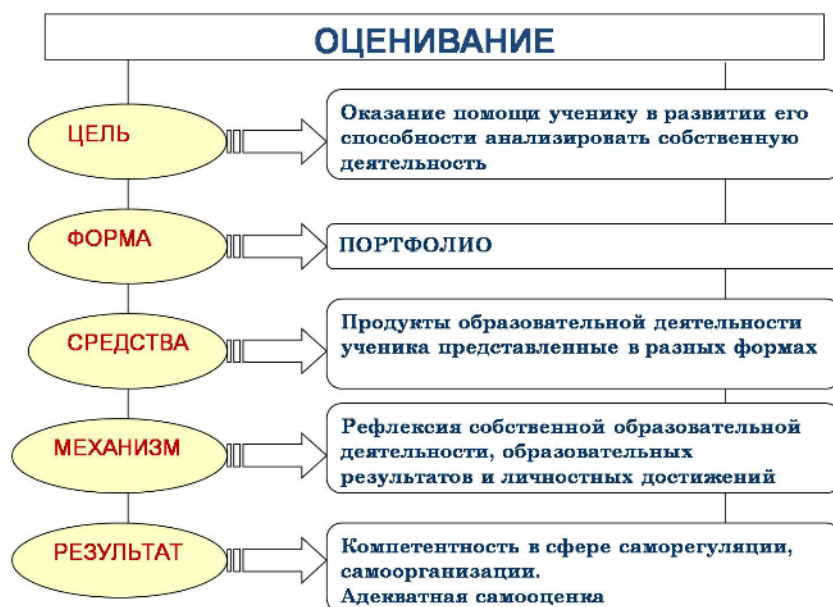 ОЦЕНИВАНИЕ
ЦЕЛЬ
Оказание помощи ученику в развитии его
способности анализировать собственную
деятельность
ФОРМА
ПОРТФОЛИО
СРЕДСТВА
Продукты образовательной деятельности
ученика представленные в разных формах
МЕХАНИЗМ
Рефлексия собственной образовательной
деятельности, образовательных
результатов и личностных достижений
РЕЗУЛЬТАТ
Компетентность в сфере саморегуляции,
самоорганизации.
Адекватная самооценка